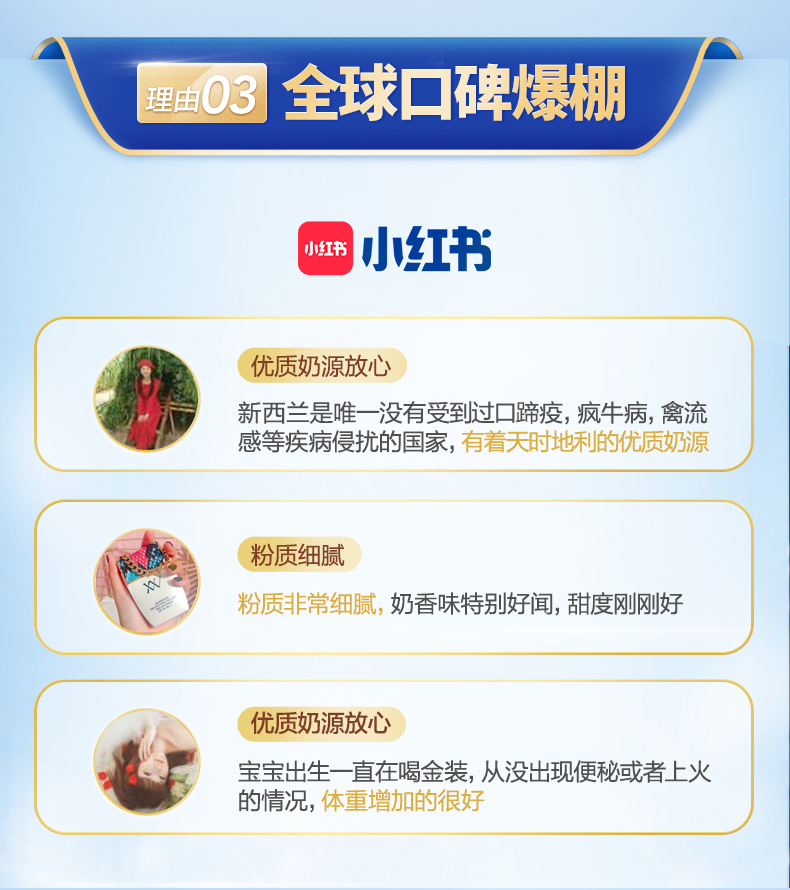 理由03 全球口碑爆棚
小红书 小红书
优质奶源放心
新西兰是唯一没有受到过口蹄疫，疯牛病，禽流
感等疾病侵扰的国家，有着天时地利的优质奶源
粉质细腻
粉质非常细腻，奶香味特别好闻，甜度刚刚好
优质奶源放心
宝宝出生一直在喝金装，从没出现便秘或者上火
的情况，体重增加的很好